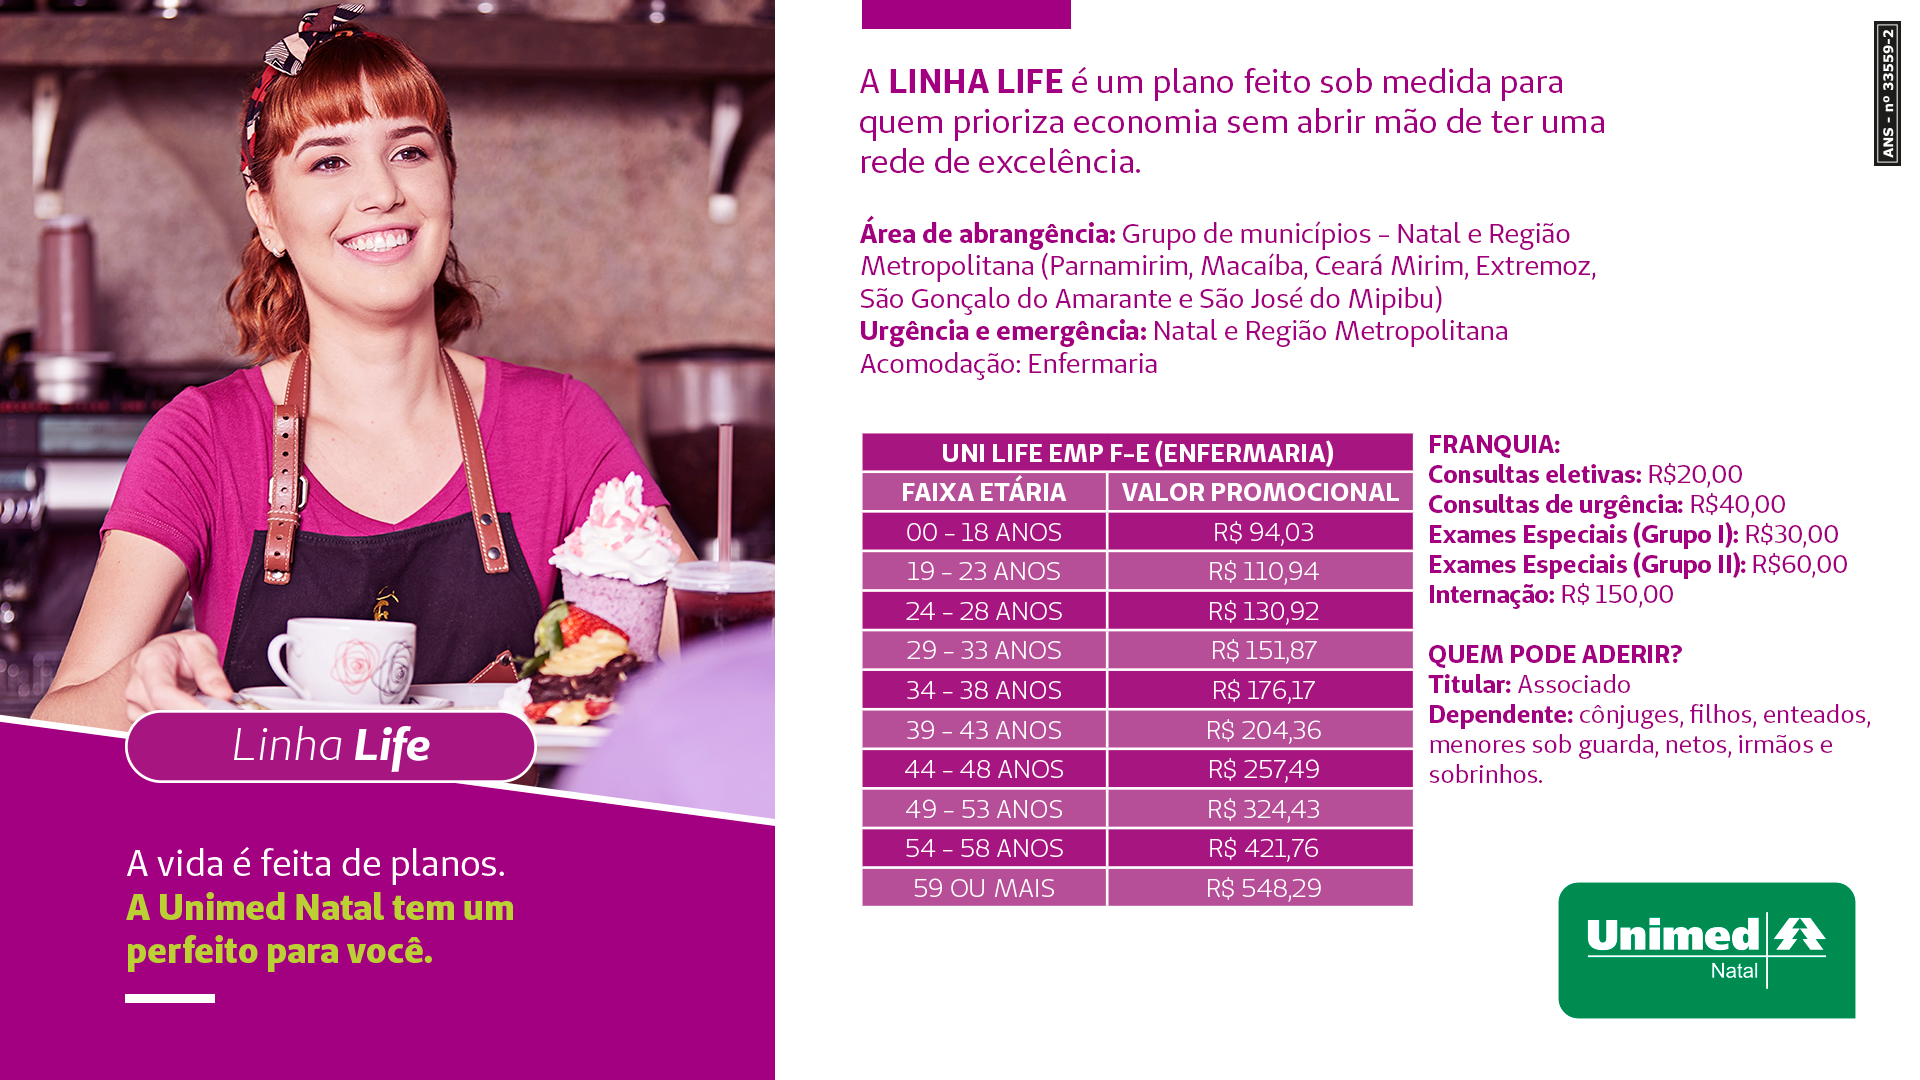 Linha Life
A vida é feita de planos.
A Unimed Natal tem um
perfeito para você.
A LINHA LIFE é um plano feito sob medida para
quem prioriza economia sem abrir mão de ter uma
rede de excelência.
Área de abrangência: Grupo de municípios – Natal e Região
Metropolitana (Parnamirim, Macaíba, Ceará Mirim, Extremoz,
São Gonçalo do Amarante e São José do Mipibu)
Urgência e emergência: Natal e Região Metropolitana
Acomodação: Enfermaria
UNI LIFE EMP F-E (ENFERMARIA)
FAIXA ETÁRIA VALOR PROMOCIONAL
00 – 18 ANOS R$ 94,03
19 – 23 ANOS R$ 110,94
24 – 28 ANOS R$ 130,92
29 – 33 ANOS R$ 151,87
34 – 38 ANOS R$ 176,17
39 – 43 ANOS R$ 204,36
44 – 48 ANOS R$ 257,49
49 – 53 ANOS R$ 324,43
54 – 58 ANOS R$ 421,76
59 OU MAIS R$ 548,29
FRANQUIA:
Consultas eletivas: R$20,00
Consultas de urgência: R$40,00
Exames Especiais (Grupo I): R$30,00
Exames Especiais (Grupo II): R$60,00
Internação: R$ 150,00
QUEM PODE ADERIR?
Titular: Associado
Dependente: cônjuges, filhos, enteados,
menores sob guarda, netos, irmãos e
sobrinhos.
Unimed
Natal
ANS - nº 33559-2